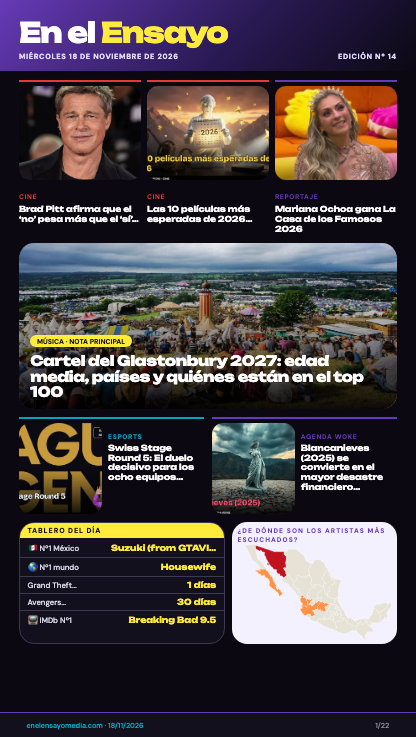 En el Ensayo
MIÉRCOLES 18 DE NOVIEMBRE DE 2026
EDICIÓN Nº 14
2026
0 películas más esperadas de
6
CINE
Brad Pitt afirma que el
'no' pesa más que el 'sí'...
CINE
Las 10 películas más
esperadas de 2026...
REPORTAJE
Mariana Ochoa gana La
Casa de los Famosos
2026
MÚSICA · NOTA PRINCIPAL
Cartel del Glastonbury 2027: edad
media, países y quiénes están en el top
100
AGU
GEN
age Round 5
ESPORTS
Swiss Stage
Round 5: El duelo
decisivo para los
ocho equipos...
ieves (2025)
AGENDA WOKE
Blancanieves
(2025) se
convierte en el
mayor desastre
financiero...
TABLERO DEL DÍA
Nº1 México Suzuki (from GTAVI...
Nº1 mundo Housewife
Grand Theft... 1 días
Avengers... 30 días
IMDb Nº1 Breaking Bad 9.5
¿DE DÓNDE SON LOS ARTISTAS MÁS
ESCUCHADOS?
enelensayomedia.com · 18/11/2026
1/22